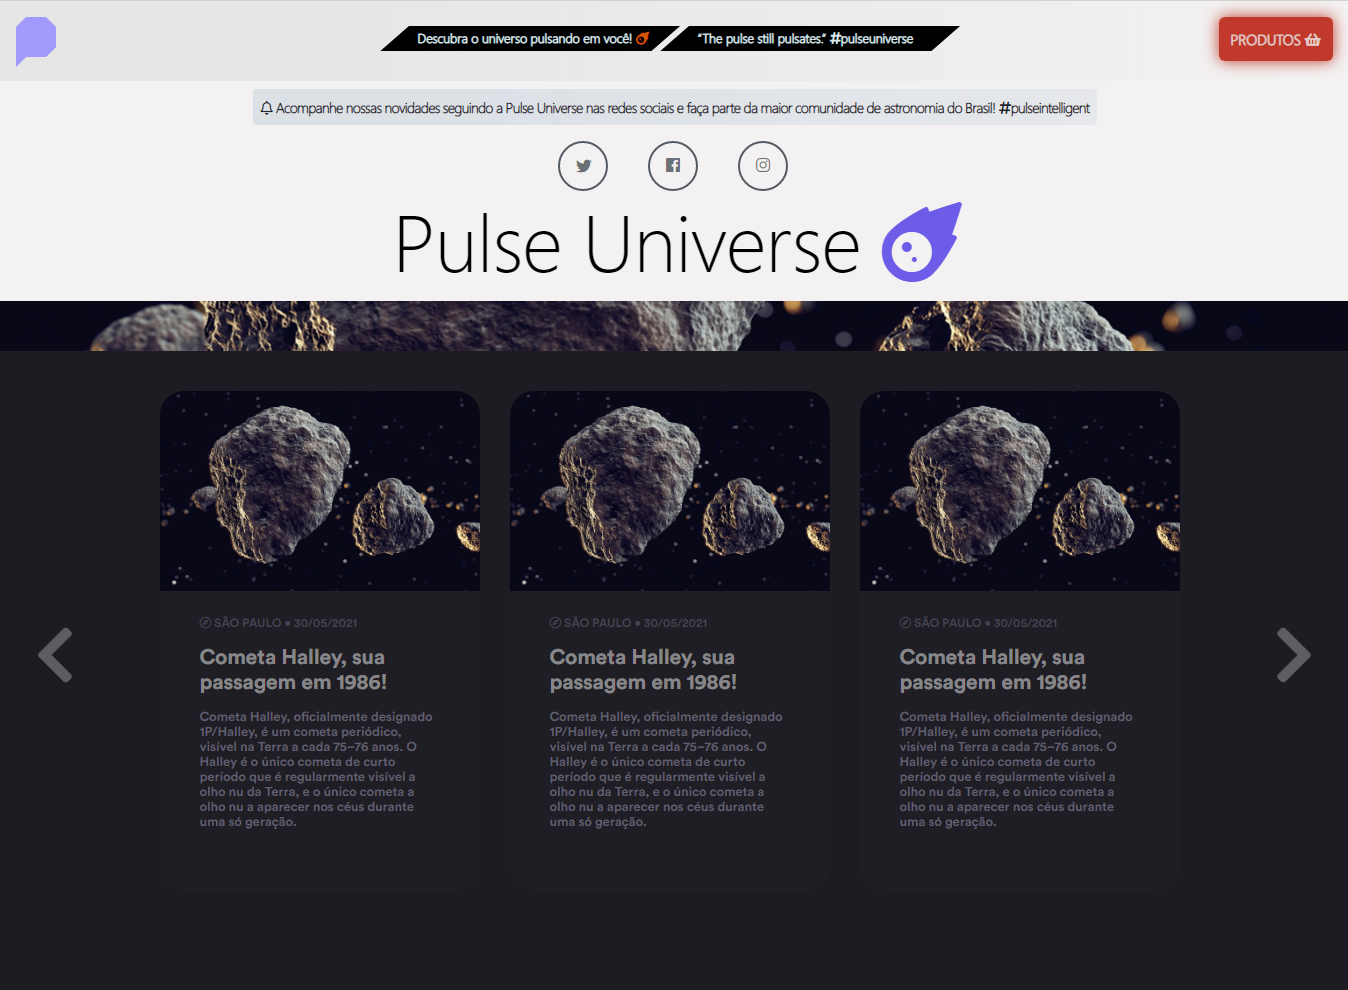 Descubra o universo pulsando em você!
"The pulse still pulsates." #pulseuniverse
PRODUTOS
Acompanhe nossas novidades seguindo a Pulse Universe nas redes sociais e faça parte da maior comunidade de astronomia do Brasil! #pulseintelligent
Pulse Universe
SÃO PAULO • 30/05/2021
Cometa Halley, sua
passagem em 1986!
Cometa Halley, oficialmente designado
1P/Halley, é um cometa periódico,
visível na Terra a cada 75–76 anos. O
Halley é o único cometa de curto
período que é regularmente visível a
olho nu da Terra, e o único cometa a
olho nu a aparecer nos céus durante
uma só geração.
SÃO PAULO • 30/05/2021
Cometa Halley, sua
passagem em 1986!
Cometa Halley, oficialmente designado
1P/Halley, é um cometa periódico,
visível na Terra a cada 75–76 anos. O
Halley é o único cometa de curto
período que é regularmente visível a
olho nu da Terra, e o único cometa a
olho nu a aparecer nos céus durante
uma só geração.
SÃO PAULO • 30/05/2021
Cometa Halley, sua
passagem em 1986!
Cometa Halley, oficialmente designado
1P/Halley, é um cometa periódico,
visível na Terra a cada 75–76 anos. O
Halley é o único cometa de curto
período que é regularmente visível a
olho nu da Terra, e o único cometa a
olho nu a aparecer nos céus durante
uma só geração.